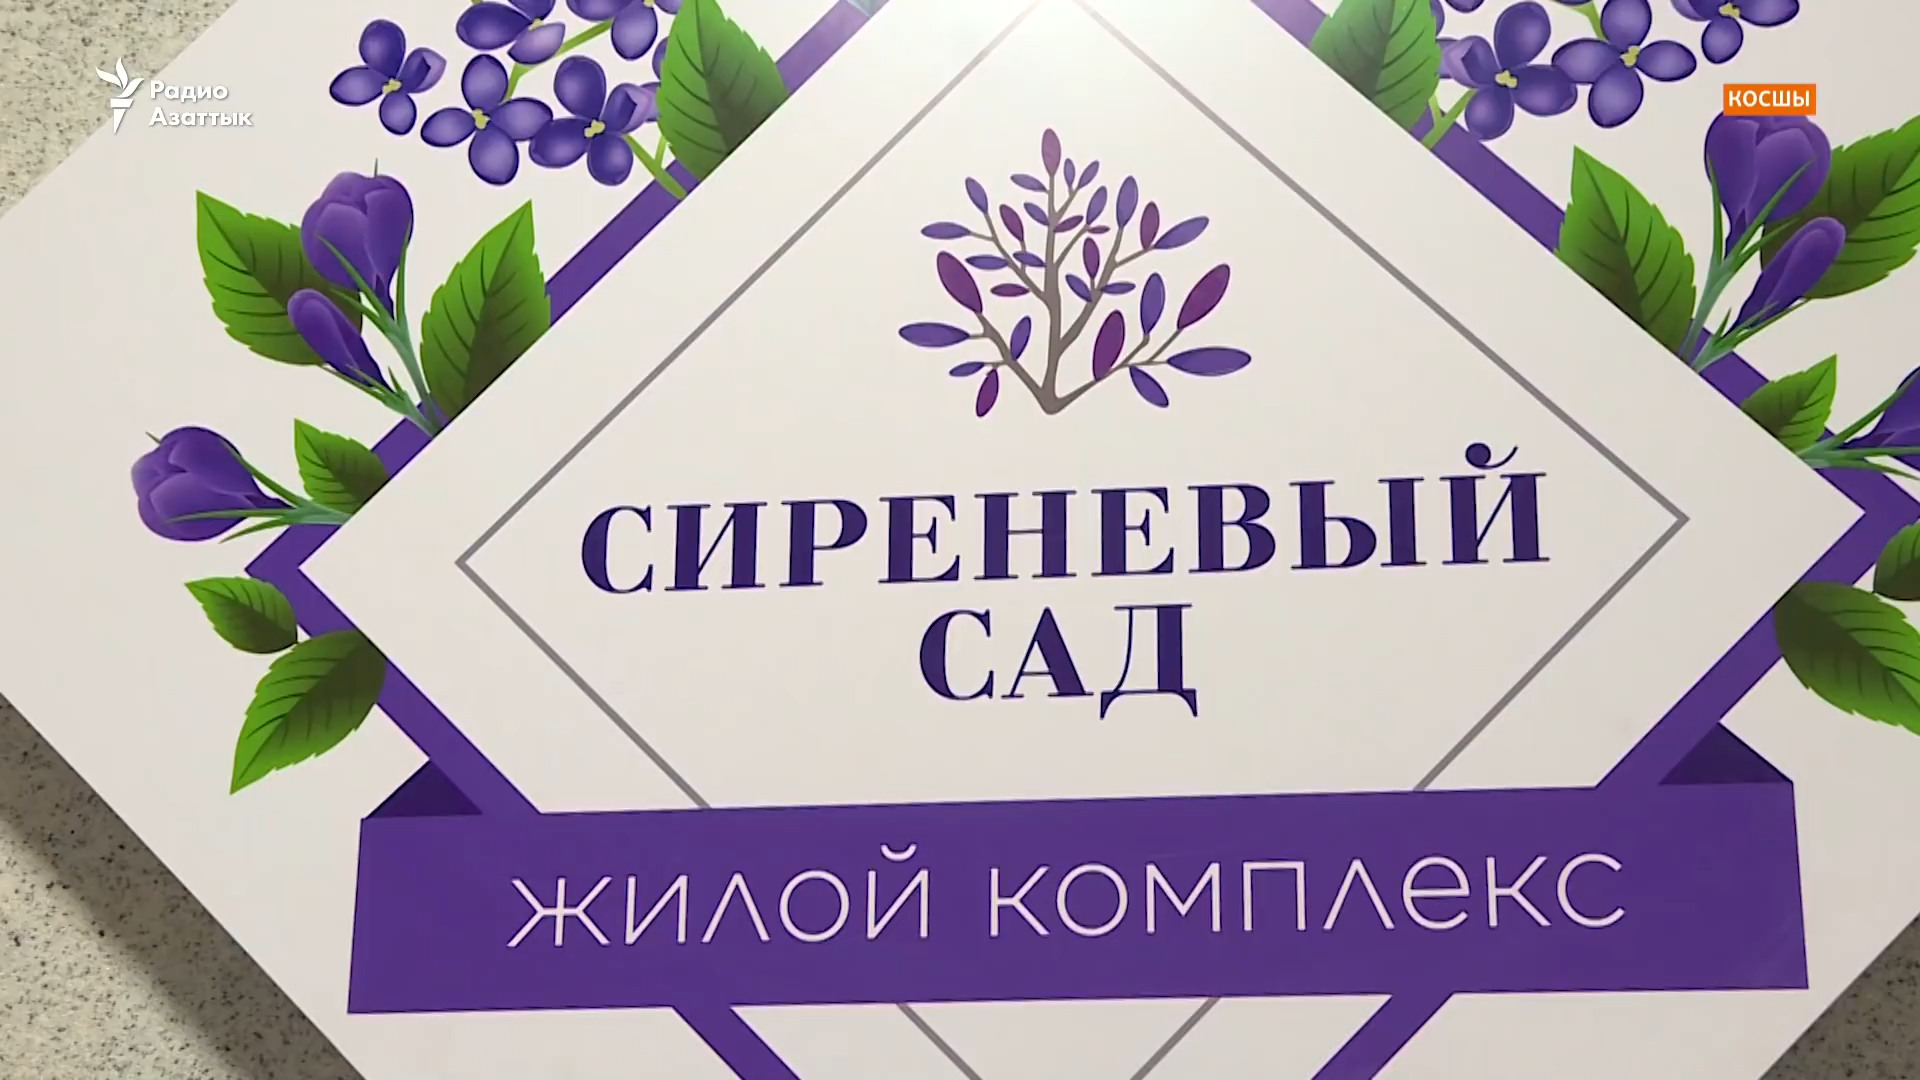 Радио
Азаттык
КОСШЫ
СИРЕНЕВЫЙ
САД
ЖИЛОЙ КОМПЛЕКС